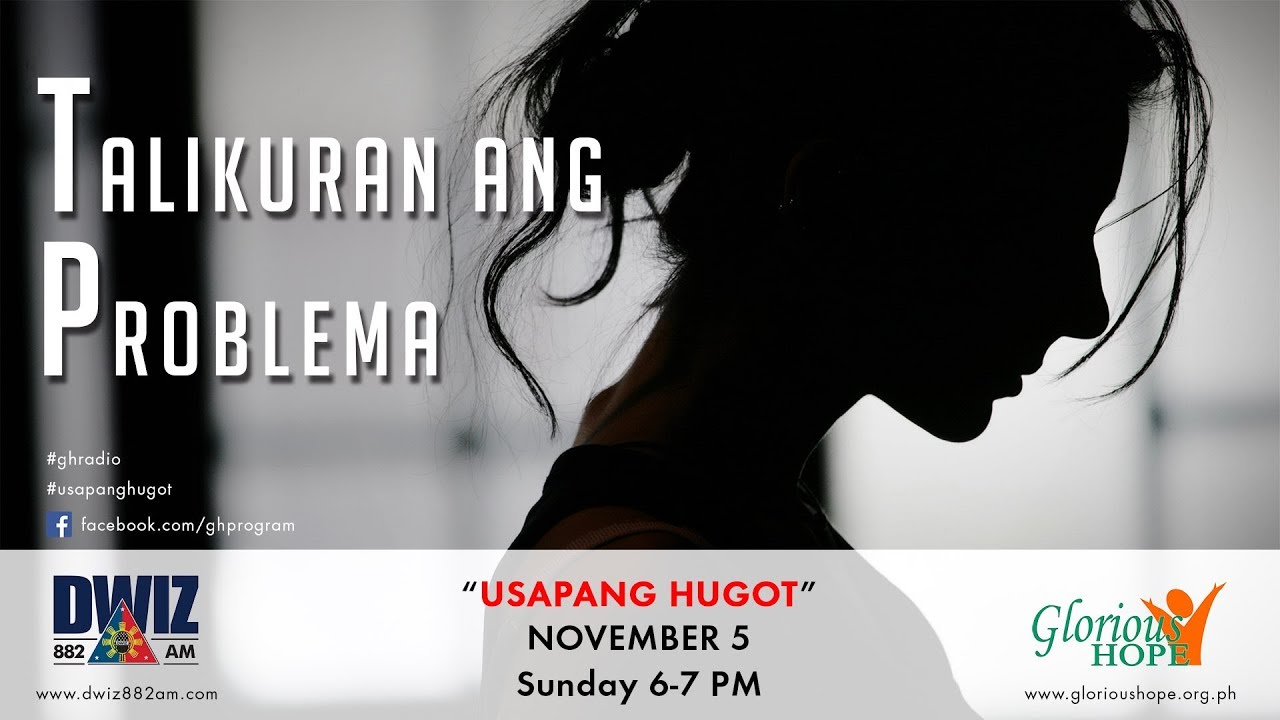 TALIKURAN ANG
PROBLEMA
#ghradio
#usapanghugot
facebook.com/ghprogram
DWIZ
882 AM
www.dwiz882am.com
“USAPANG HUGOT”
NOVEMBER 5
Sunday 6-7 PM
Glorious
HOPE
www.glorioushope.org.ph